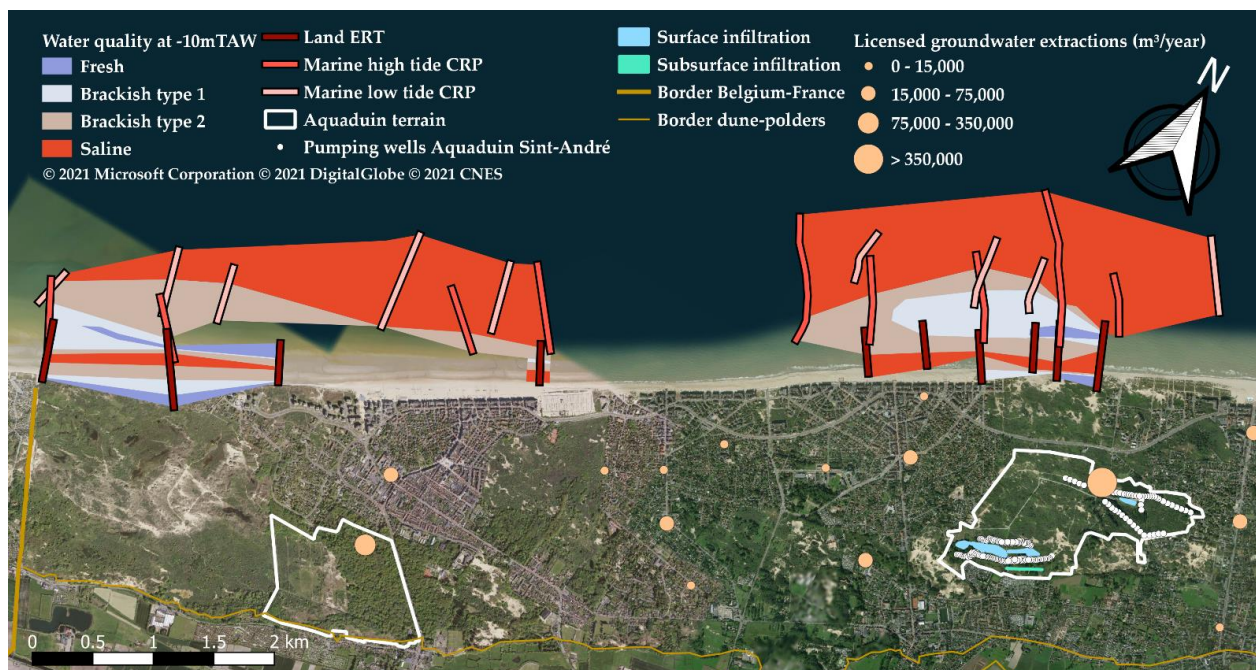 Water quality at -10mTAW
Fresh
Brackish type 1
Brackish type 2
Saline
Land ERT
Marine high tide CRP
Marine low tide CRP
Aquaduin terrain
Pumping wells Aquaduin Sint-André
© 2021 Microsoft Corporation © 2021 DigitalGlobe © 2021 CNES
Surface infiltration
Subsurface infiltration
Border Belgium-France
Border dune-polders
Licensed groundwater extractions (m³/year)
0 - 15,000
15,000 - 75,000
75,000 - 350,000
> 350,000
N
0 0.5 1 1.5 2 km